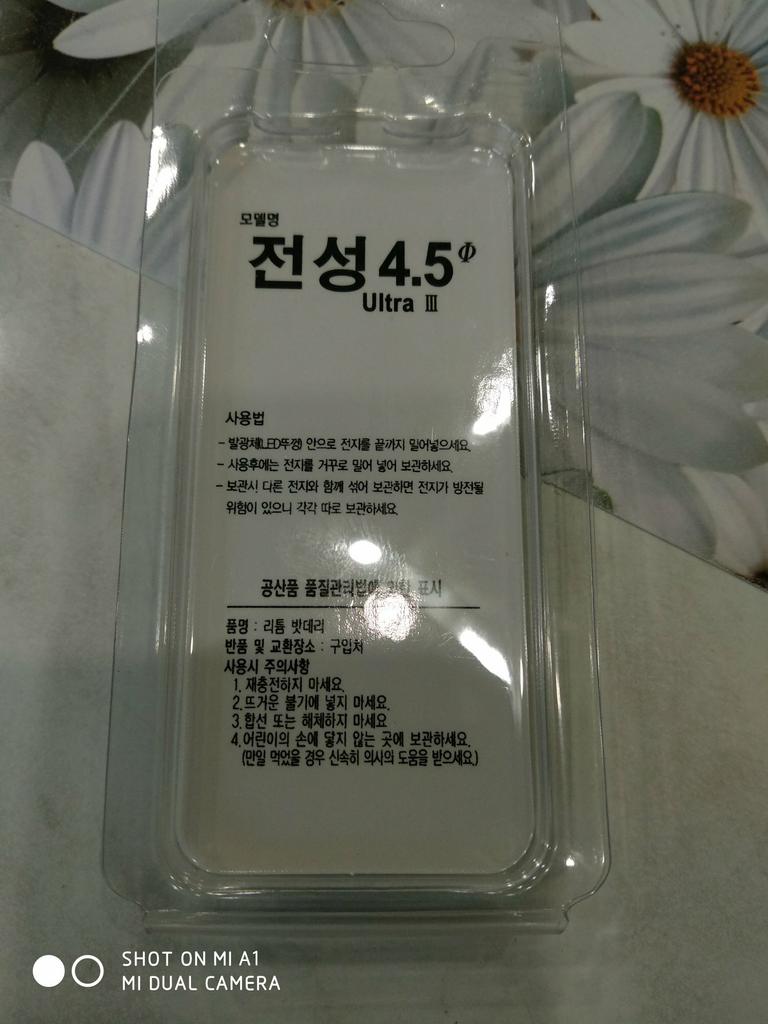 모델명
전성 4.5Φ
Ultra Ⅲ
사용법
- 발광체(LED뚜껑) 안으로 전지를 끝까지 밀어넣으세요.
- 사용후에는 전지를 거꾸로 밀어 넣어 보관하세요.
- 보관시 다른 전지와 함께 섞어 보관하면 전지가 방전될
위험이 있으니 각각 따로 보관하세요.
공산품 품질관리법에 의한 표시
품명 : 리튬 밧데리
반품 및 교환장소 : 구입처
사용시 주의사항
1. 재충전하지 마세요.
2. 뜨거운 불기에 넣지 마세요.
3. 합선 또는 해체하지 마세요
4. 어린이의 손에 닿지 않는 곳에 보관하세요.
(만일 먹었을 경우 신속히 의사의 도움을 받으세요.)
SHOT ON MI A1
MI DUAL CAMERA